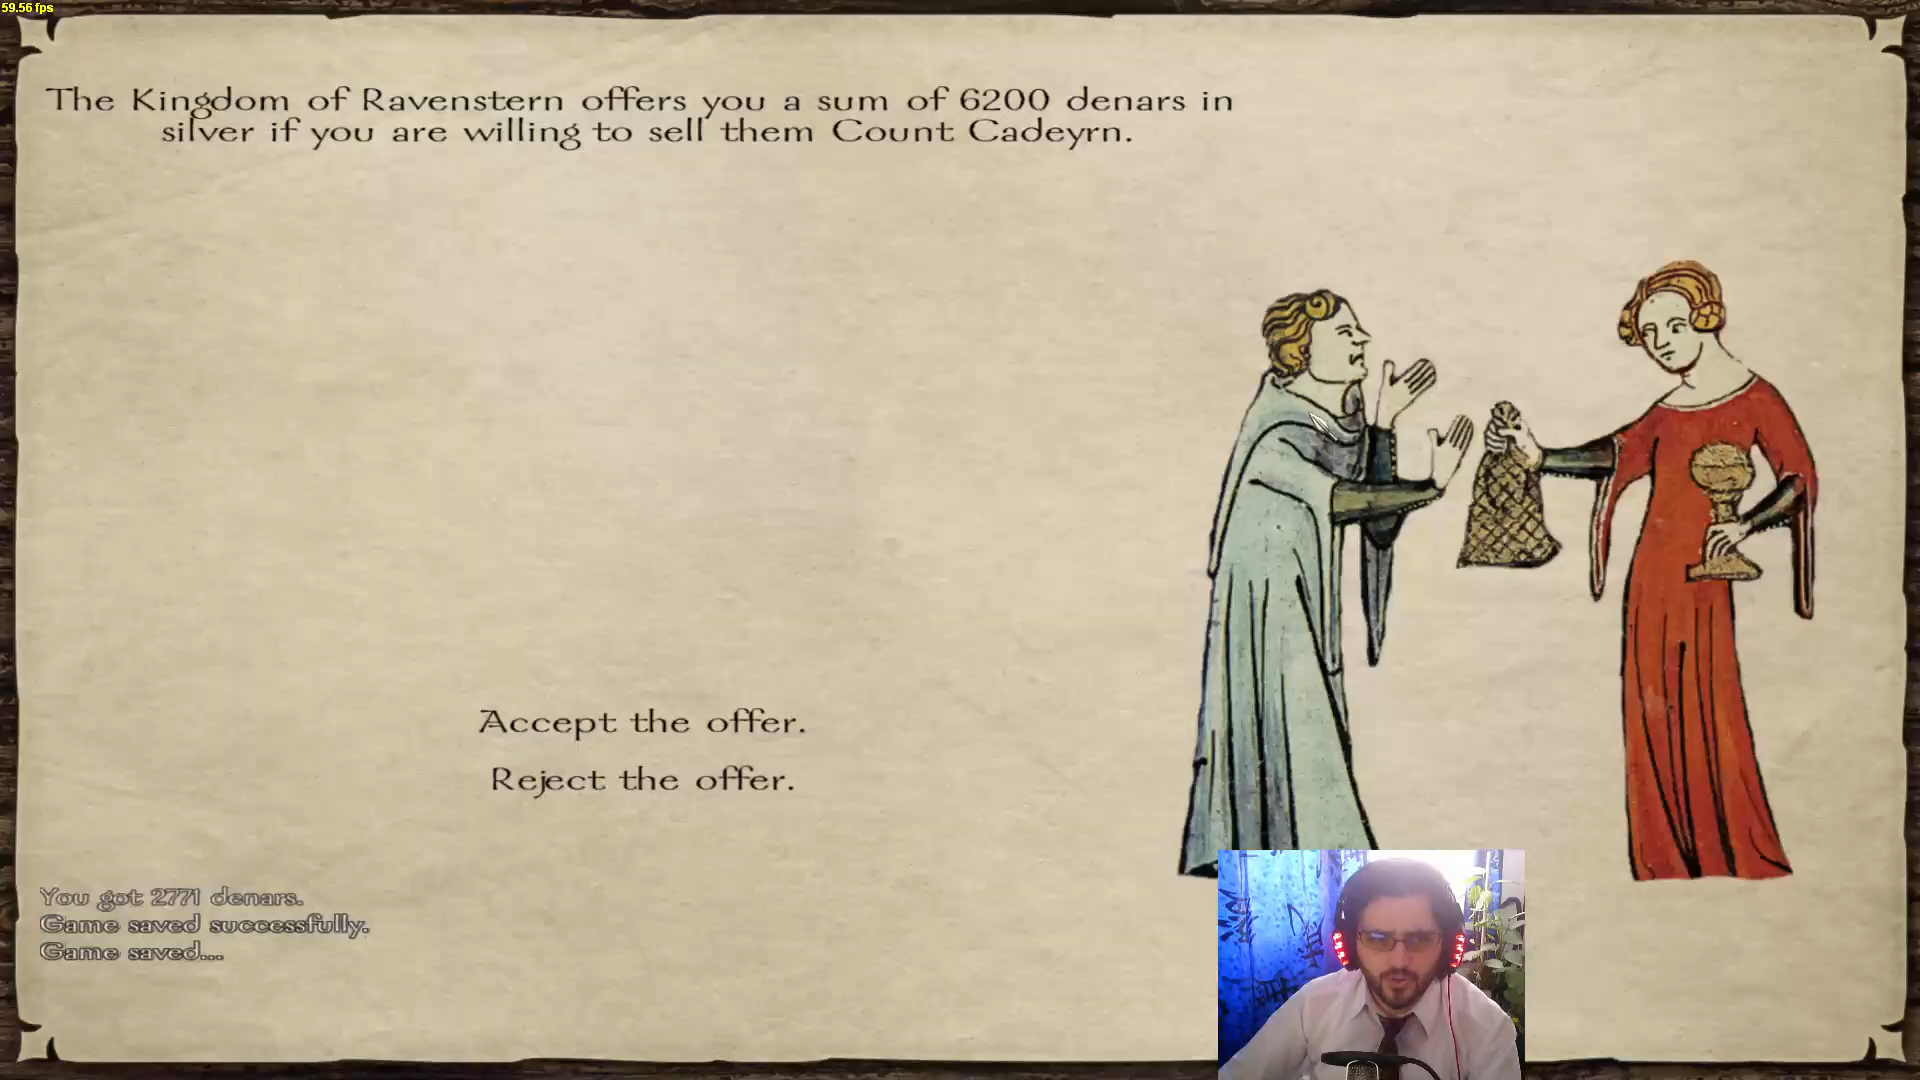 59.56 fps
The Kingdom of Ravenstern offers you a sum of 6200 denars in
silver if you are willing to sell them Count Cadeyrn.
Accept the offer.
Reject the offer.
You got 2771 denars.
Game saved successfully.
Game saved...